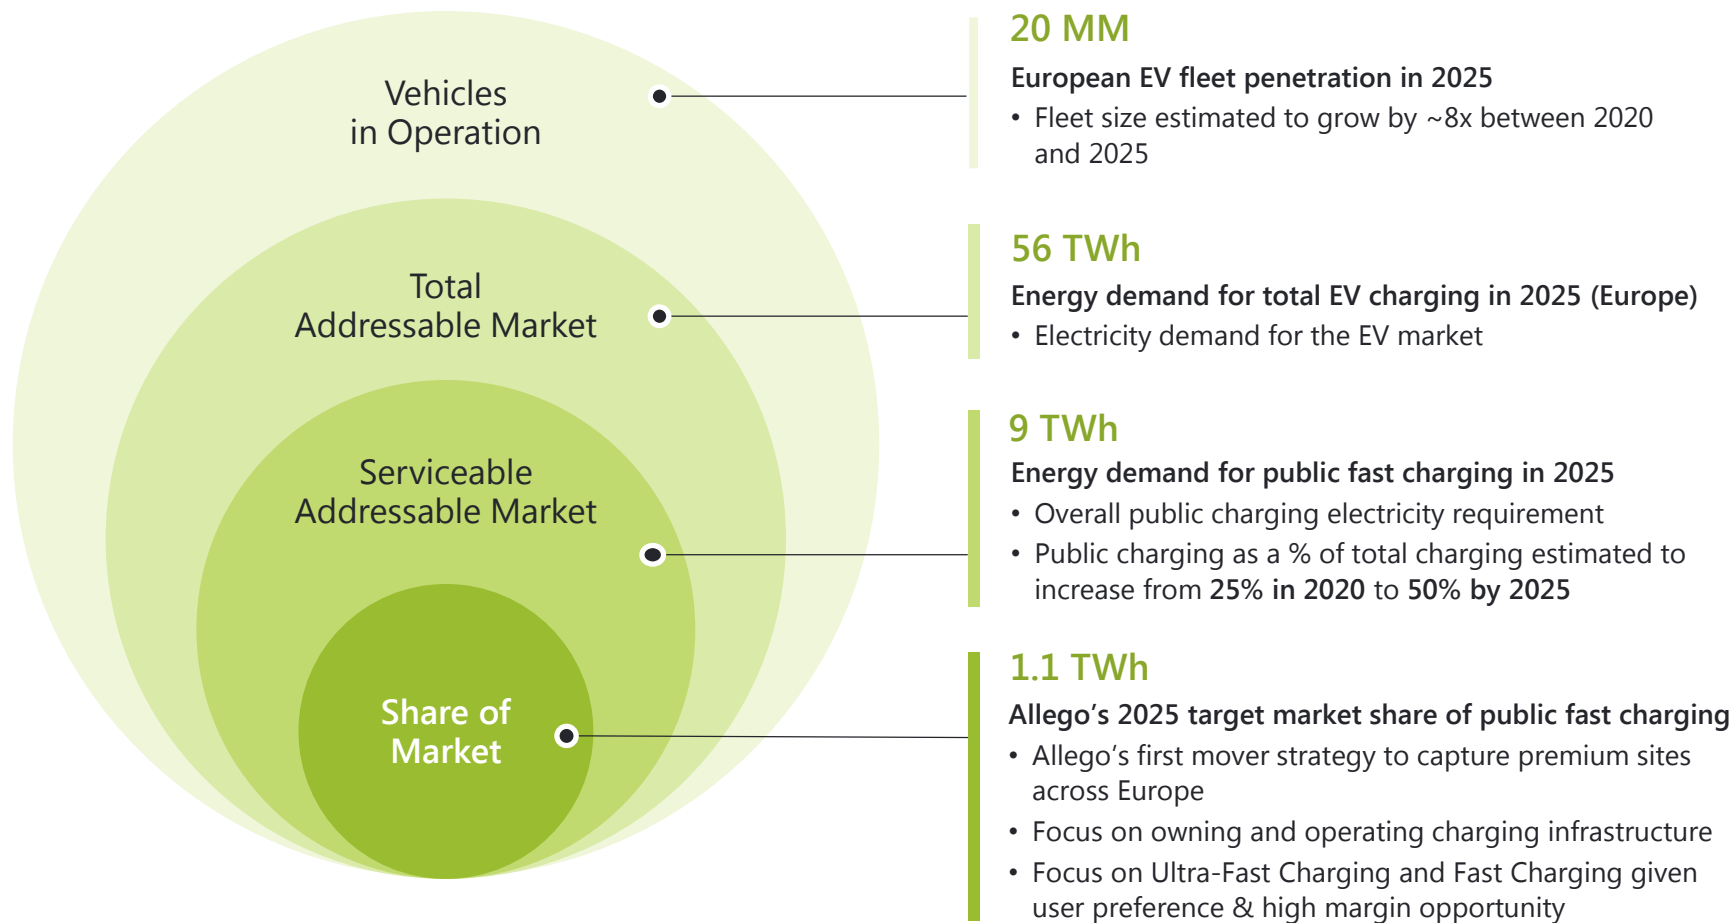 Vehicles
in Operation
Total
Addressable Market
Serviceable
Addressable Market
Share of
Market
20 MM
European EV fleet penetration in 2025
• Fleet size estimated to grow by ~8x between 2020
and 2025
56 TWh
Energy demand for total EV charging in 2025 (Europe)
• Electricity demand for the EV market
9 TWh
Energy demand for public fast charging in 2025
• Overall public charging electricity requirement
• Public charging as a % of total charging estimated to
increase from 25% in 2020 to 50% by 2025
1.1 TWh
Allego’s 2025 target market share of public fast charging
• Allego’s first mover strategy to capture premium sites
across Europe
• Focus on owning and operating charging infrastructure
• Focus on Ultra-Fast Charging and Fast Charging given
user preference & high margin opportunity